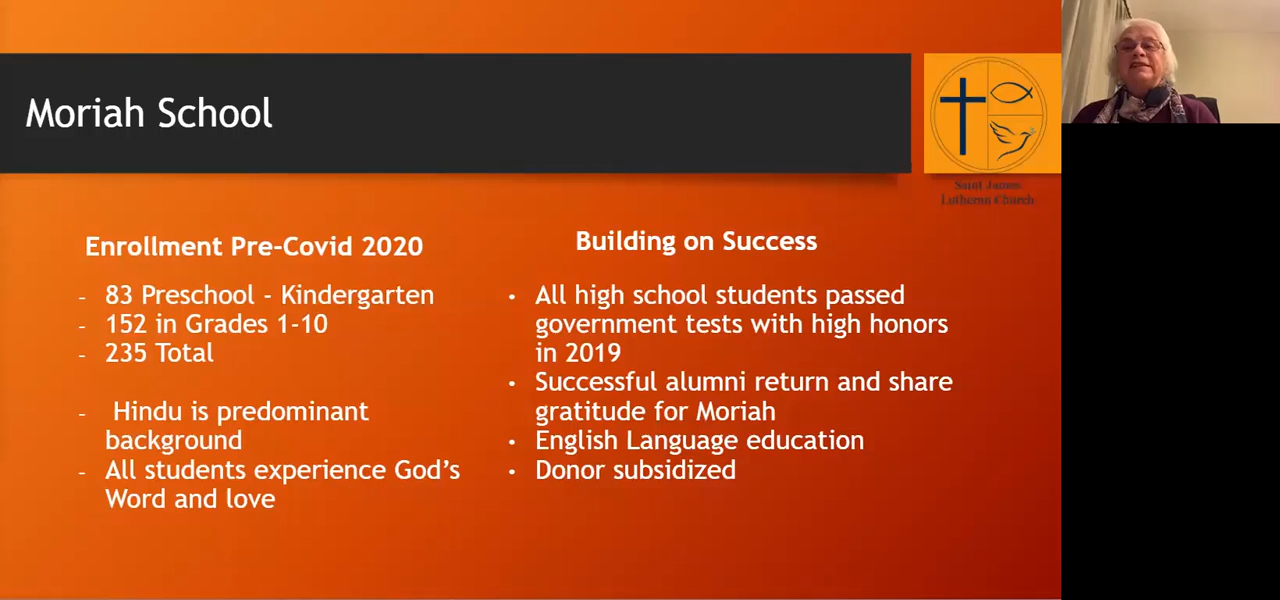 Moriah School
Saint James
Lutheran Church
Enrollment Pre-Covid 2020
- 83 Preschool - Kindergarten
- 152 in Grades 1-10
- 235 Total
- Hindu is predominant
background
- All students experience God's
Word and love
Building on Success
• All high school students passed
government tests with high honors
in 2019
• Successful alumni return and share
gratitude for Moriah
• English Language education
• Donor subsidized